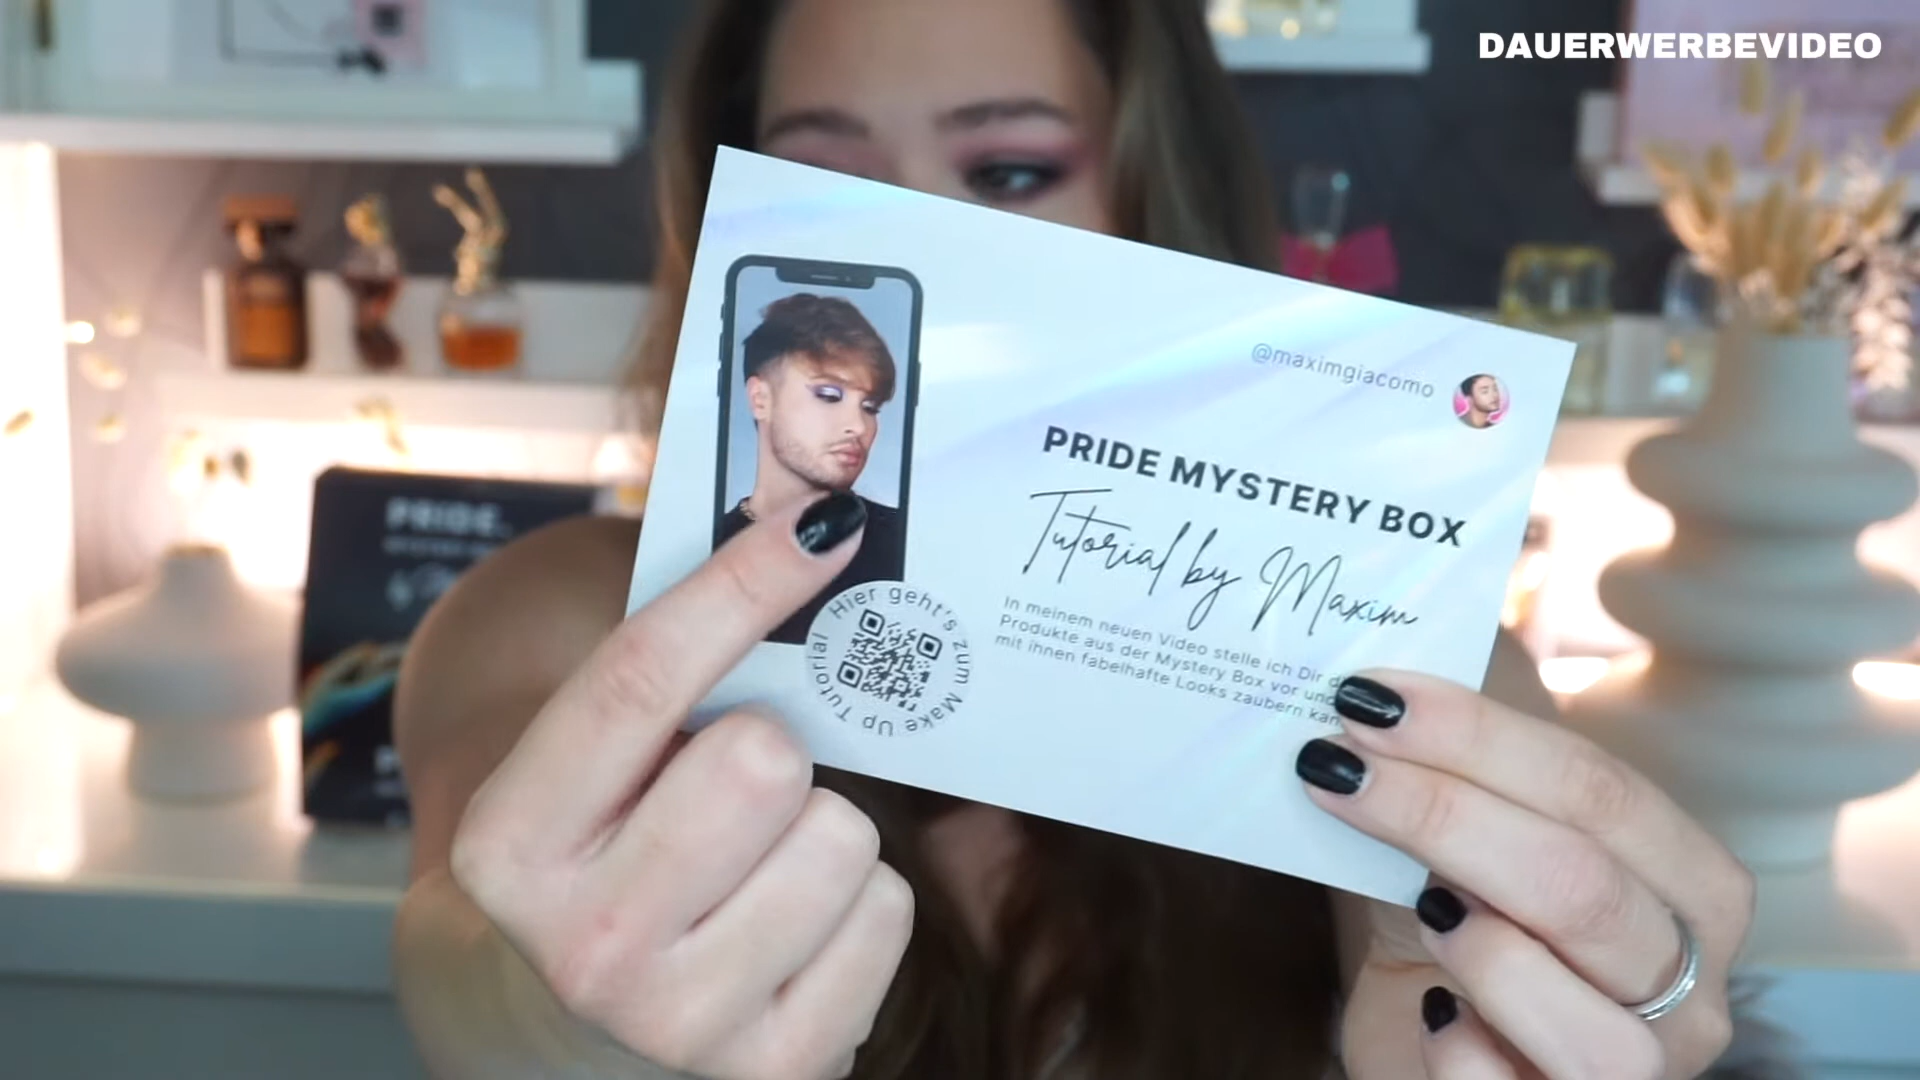 DAUERWERBEVIDEO
@maximgiacomo
PRIDE MYSTERY BOX
Tutorial by Maxim
In meinem neuen Video stelle ich Dir
Produkte aus der Mystery Box vor und
mit ihnen fabelhafte Looks zaubern
Hier geht's zum Make Up Tutorial
PRIDE.